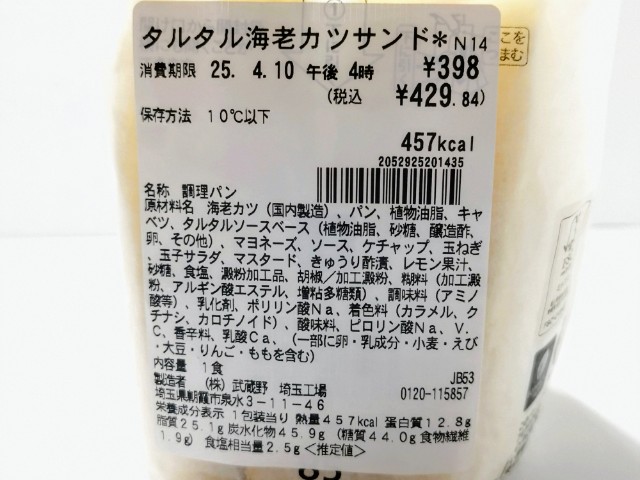 タルタル海老カツサンド* N14
消費期限 25. 4.10 午後 4時 ¥398
(税込 ¥429.84)
保存方法 10℃以下
457kcal
2052925201435
名称 調理パン
原材料名 海老カツ(国内製造)、パン、植物油脂、キャ
ベツ、タルタルソースベース(植物油脂、砂糖、醸造酢、
卵、その他)、マヨネーズ、ソース、ケチャップ、玉ねぎ
、玉子サラダ、マスタード、きゅうり酢漬、レモン果汁、
砂糖、食塩、澱粉加工品、胡椒/加工澱粉、糊料(加工澱
粉、アルギン酸エステル、増粘多糖類)、調味料(アミノ
酸等)、乳化剤、ポリリン酸Na、着色料(カラメル、ク
チナシ、カロチノイド)、酸味料、ピロリン酸Na、V.
C、香辛料、乳酸Ca、(一部に卵・乳成分・小麦・えび
・大豆・りんご・ももを含む)
内容量 1食
JB53
製造者 (株)武蔵野 埼玉工場
0120-115857
埼玉県朝霞市泉水3-11-46
栄養成分表示 1包装当り 熱量457kcal 蛋白質12.8g
脂質25.1g 炭水化物45.9g (糖質44.0g 食物繊維
1.9g) 食塩相当量2.5g <推定値>
①
こを
まむ